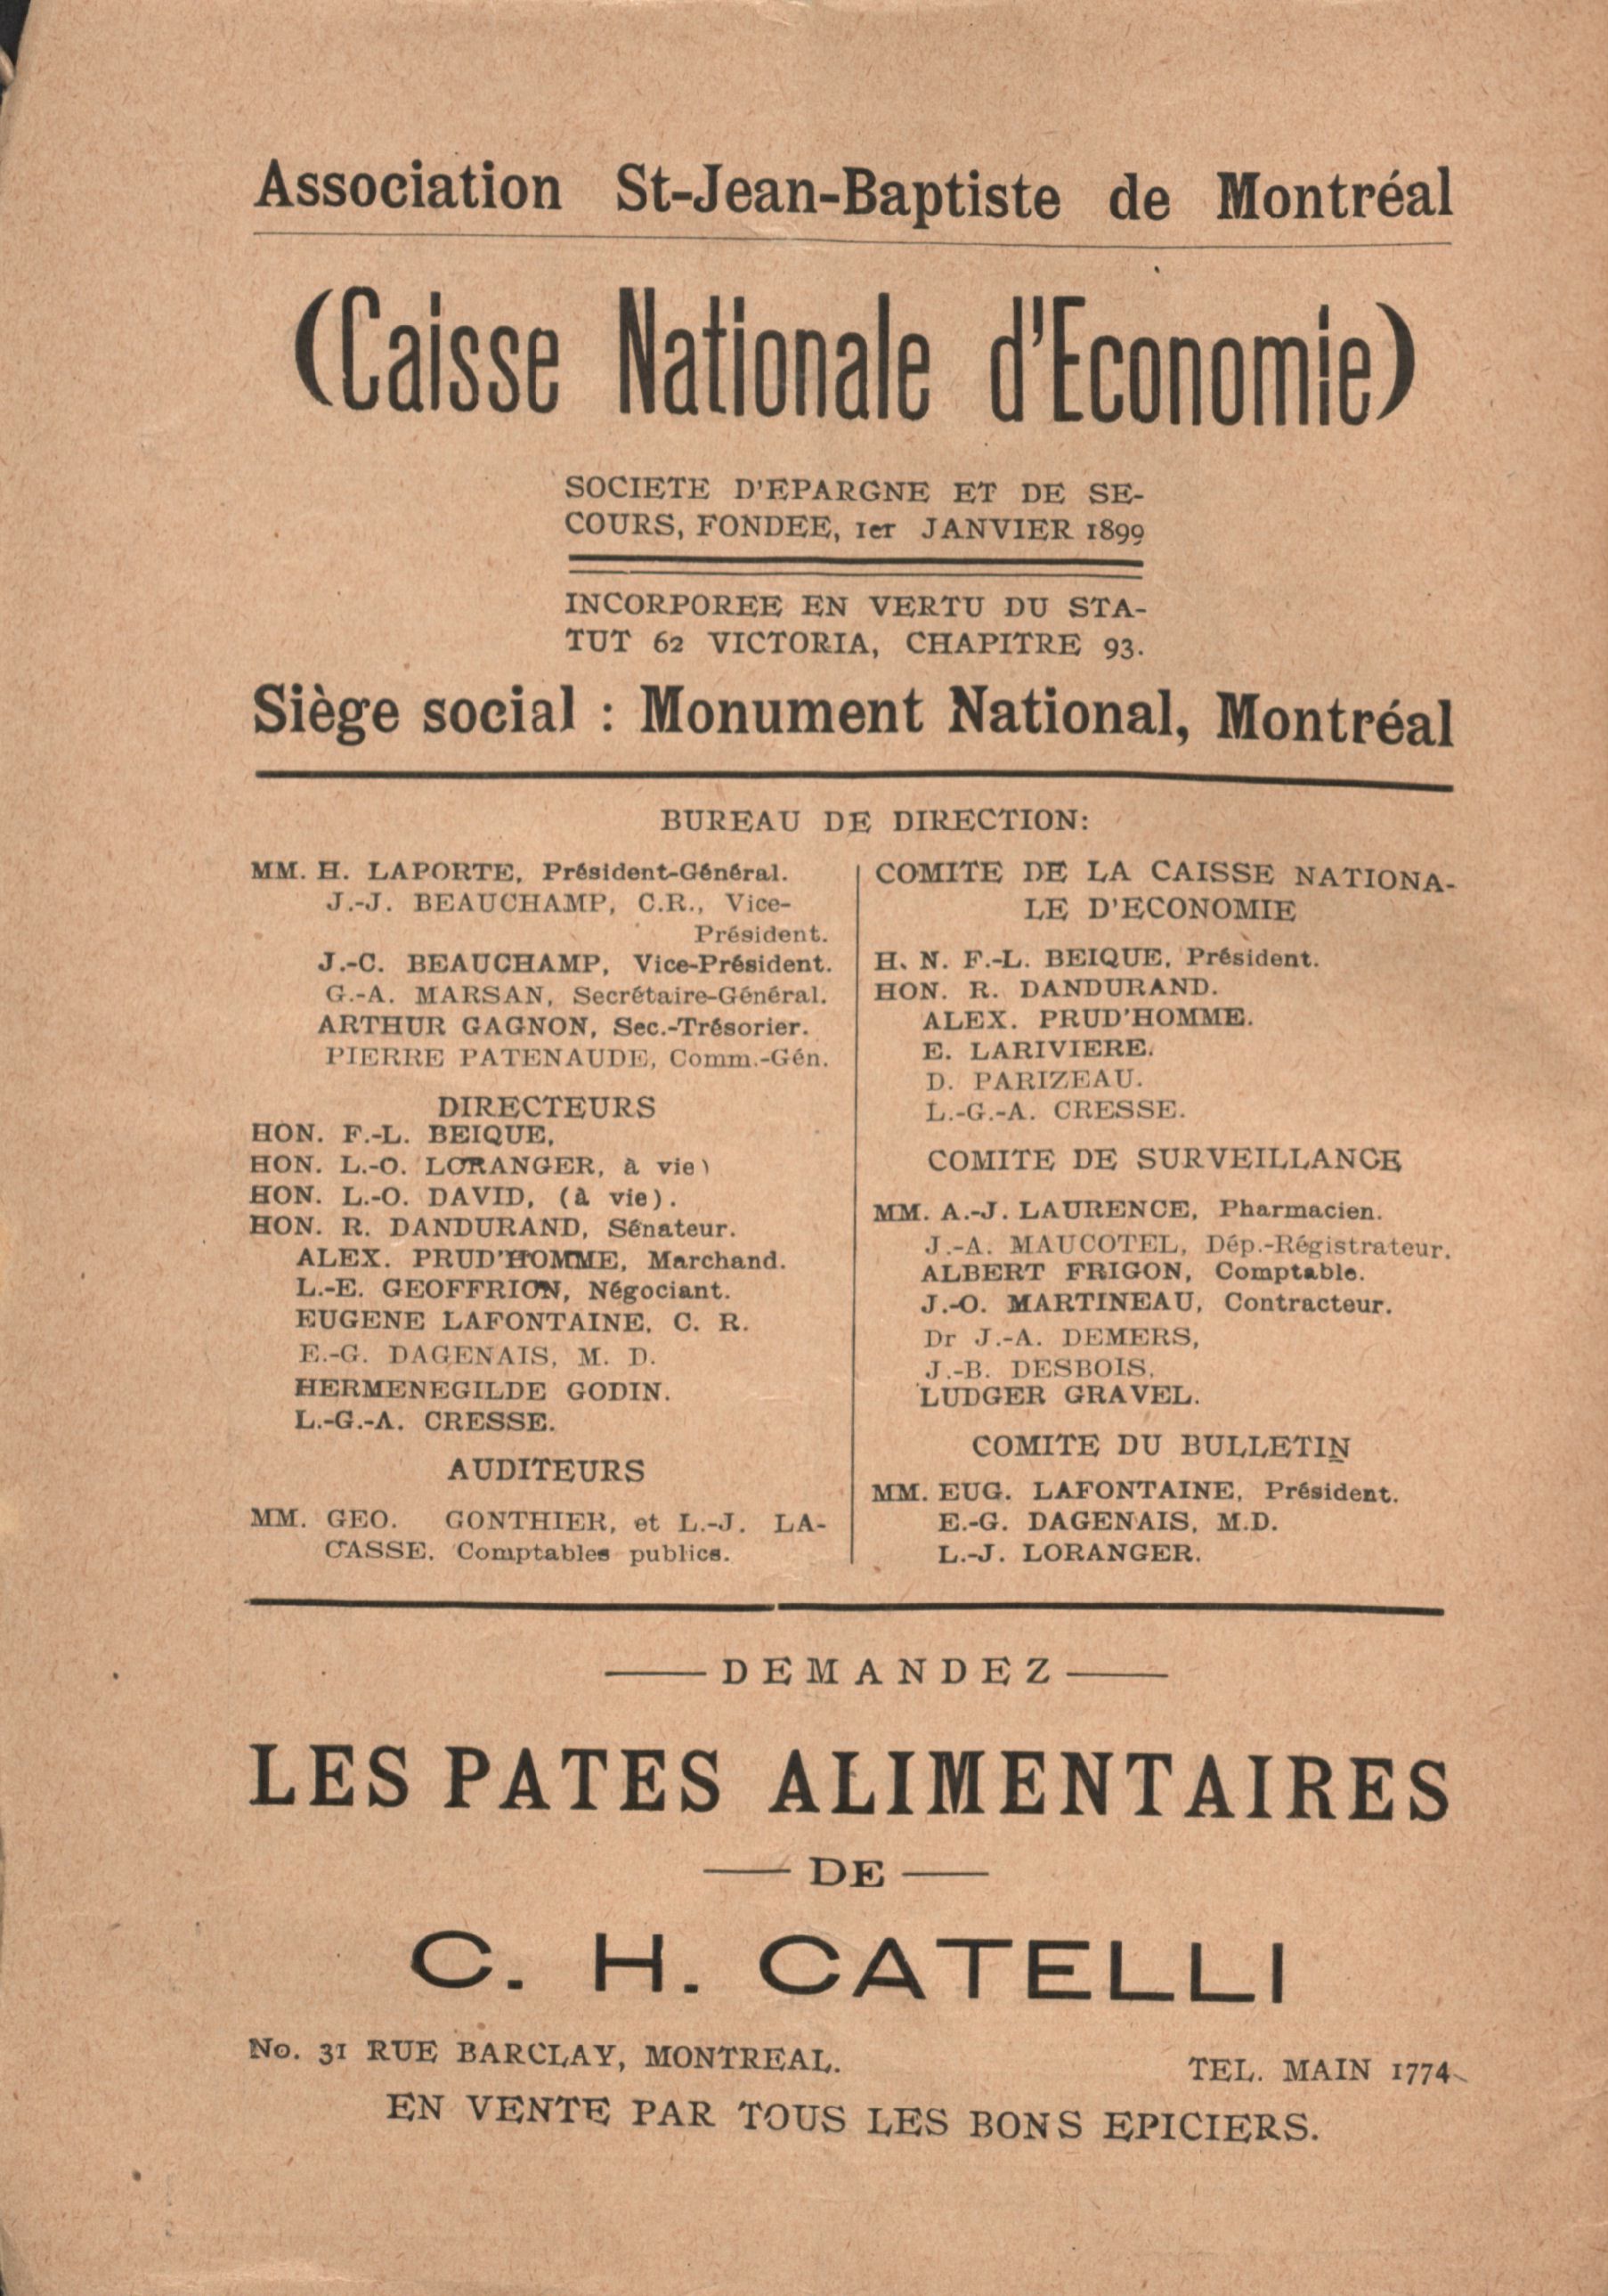 Association St-Jean-Baptiste de Montréal
(Caisse Nationale d'Economie)
SOCIETE D'EPARGNE ET DE SE-
COURS, FONDEE, 1er JANVIER 1899
INCORPOREE EN VERTU DU STA-
TUT 62 VICTORIA, CHAPITRE 93.
Siège social : Monument National, Montréal
BUREAU DE DIRECTION:
MM. H. LAPORTE, Président-Général.
J.-J. BEAUCHAMP, C.R., Vice-
Président.
J.-C. BEAUCHAMP, Vice-Président.
G.-A. MARSAN, Secrétaire-Général.
ARTHUR GAGNON, Sec.-Trésorier.
PIERRE PATENAUDE, Comm.-Gén.
DIRECTEURS
HON. F.-L. BEIQUE,
HON. L.-O. LORANGER, à vie)
HON. L.-O. DAVID, (à vie).
HON. R. DANDURAND, Sénateur.
ALEX. PRUD'HOMME, Marchand.
L.-E. GEOFFRION, Négociant.
EUGENE LAFONTAINE. C. R.
E.-G. DAGENAIS, M. D.
HERMENEGILDE GODIN.
L.-G.-A. CRESSE.
AUDITEURS
MM. GEO. GONTHIER, et L.-J. LA-
CASSE. Comptables publics.
COMITE DE LA CAISSE NATIONA-
LE D'ECONOMIE
H. N. F.-L. BEIQUE, Président.
HON. R. DANDURAND.
ALEX. PRUD'HOMME.
E. LARIVIERE.
D. PARIZEAU.
L.-G.-A. CRESSE.
COMITE DE SURVEILLANCE
MM. A.-J. LAURENCE, Pharmacien.
J.-A. MAUCOTEL, Dép.-Régistrateur.
ALBERT FRIGON, Comptable.
J.-O. MARTINEAU, Contracteur.
Dr J.-A. DEMERS,
J.-B. DESBOIS,
LUDGER GRAVEL.
COMITE DU BULLETIN
MM. EUG. LAFONTAINE, Président.
E.-G. DAGENAIS, M.D.
L.-J. LORANGER.
DEMANDEZ
LES PATES ALIMENTAIRES
DE
C. H. CATELLI
No. 31 RUE BARCLAY, MONTREAL. TEL. MAIN 1774
EN VENTE PAR TOUS LES BONS EPICIERS.